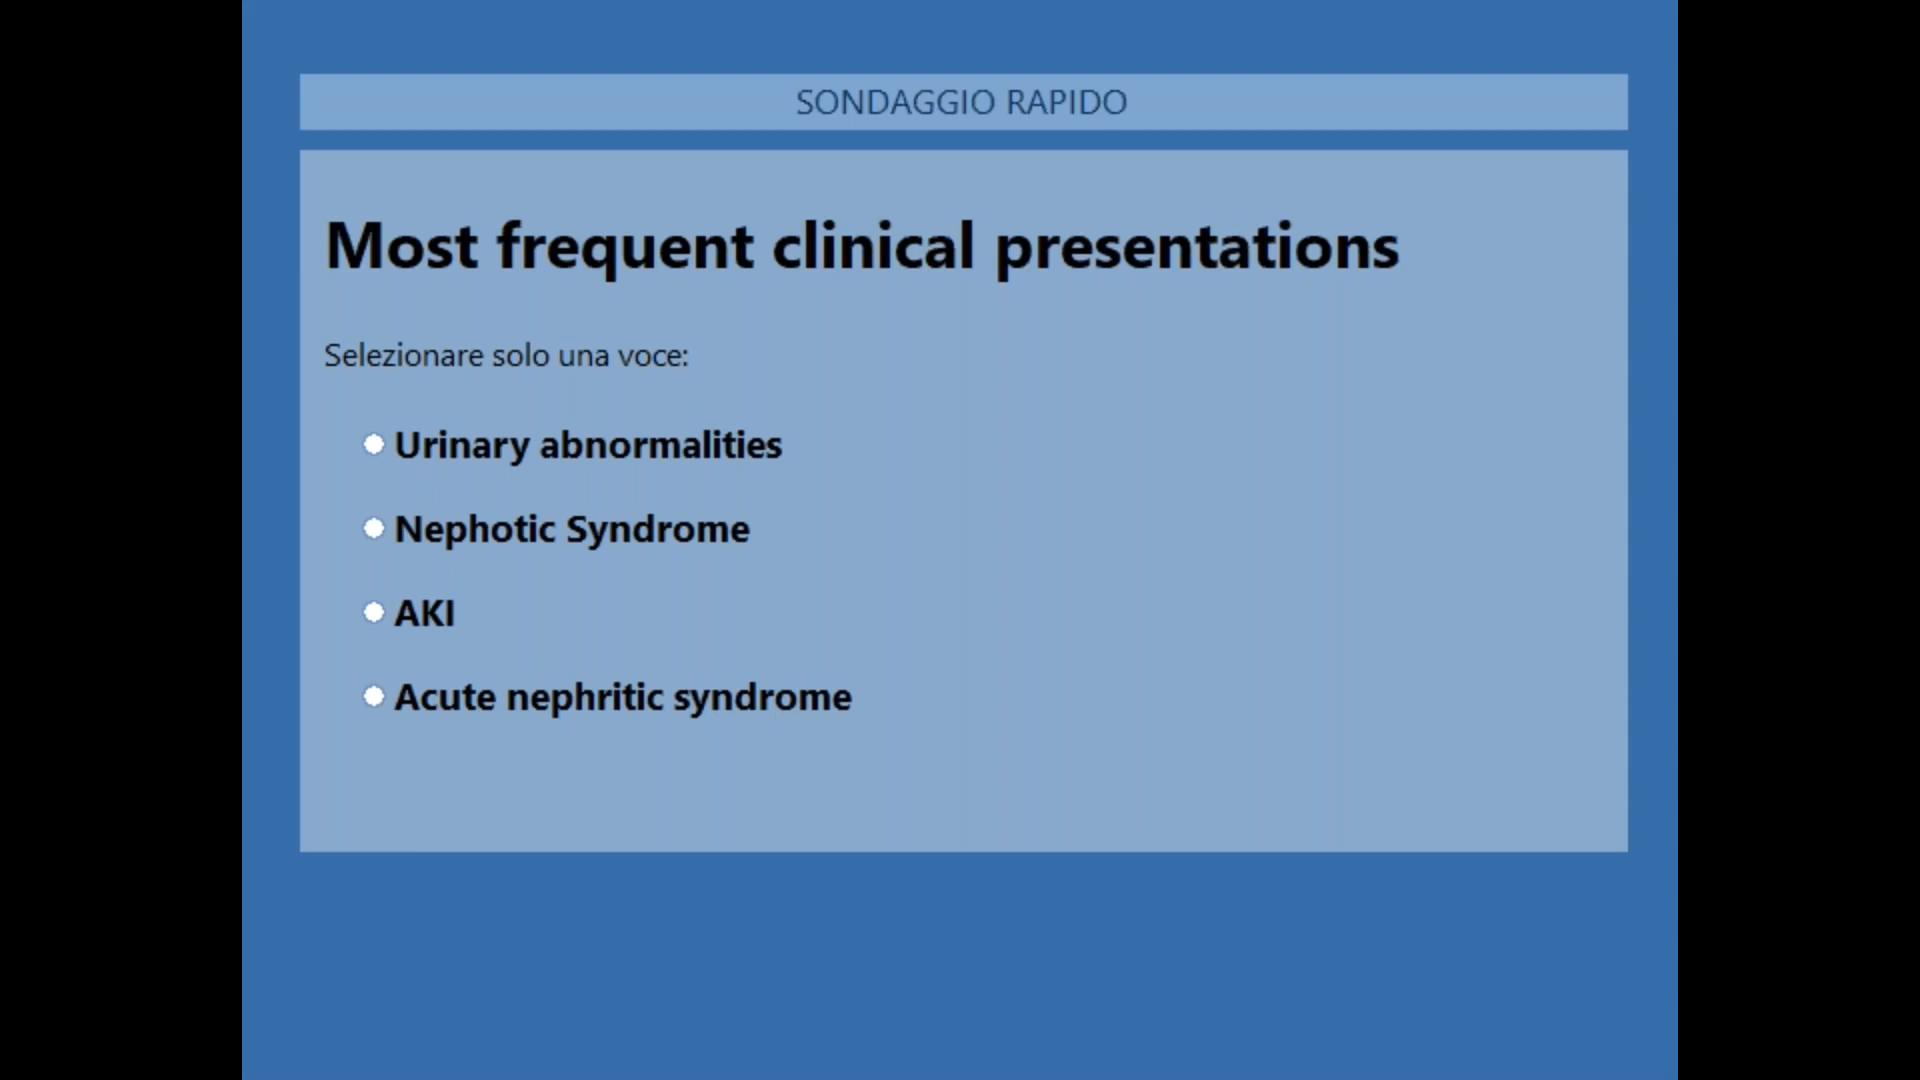 SONDAGGIO RAPIDO
Most frequent clinical presentations
Selezionare solo una voce:
Urinary abnormalities
Nephotic Syndrome
AKI
Acute nephritic syndrome